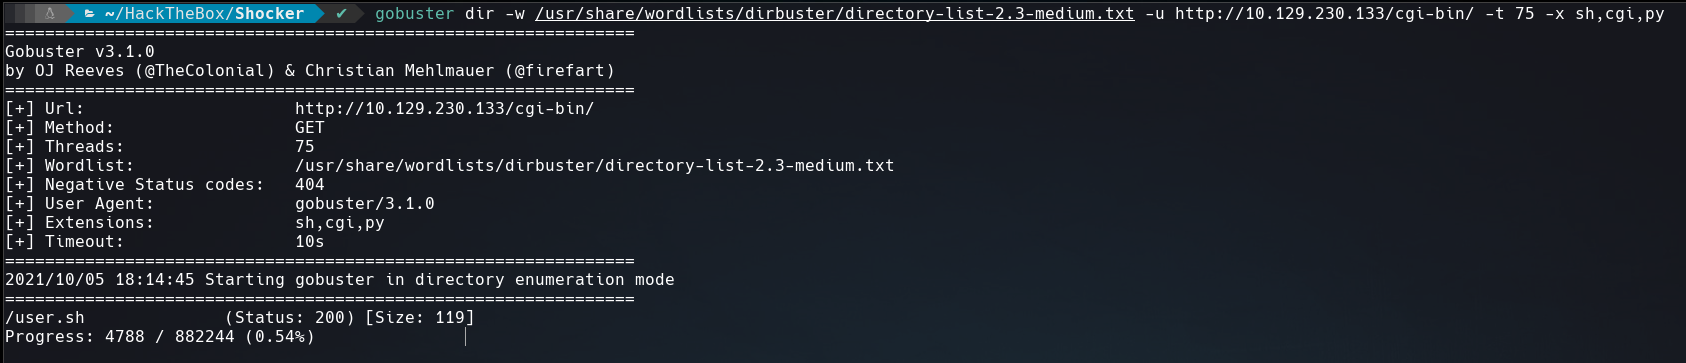 ~/HackTheBox/Shocker ✔ gobuster dir -w /usr/share/wordlists/dirbuster/directory-list-2.3-medium.txt -u http://10.129.230.133/cgi-bin/ -t 75 -x sh,cgi,py
===============================================================
Gobuster v3.1.0
by OJ Reeves (@TheColonial) & Christian Mehlmauer (@firefart)
===============================================================
[+] Url:                     http://10.129.230.133/cgi-bin/
[+] Method:                  GET
[+] Threads:                 75
[+] Wordlist:                /usr/share/wordlists/dirbuster/directory-list-2.3-medium.txt
[+] Negative Status codes:   404
[+] User Agent:              gobuster/3.1.0
[+] Extensions:              sh,cgi,py
[+] Timeout:                 10s
===============================================================
2021/10/05 18:14:45 Starting gobuster in directory enumeration mode
===============================================================
/user.sh              (Status: 200) [Size: 119]
Progress: 4788 / 882244 (0.54%)